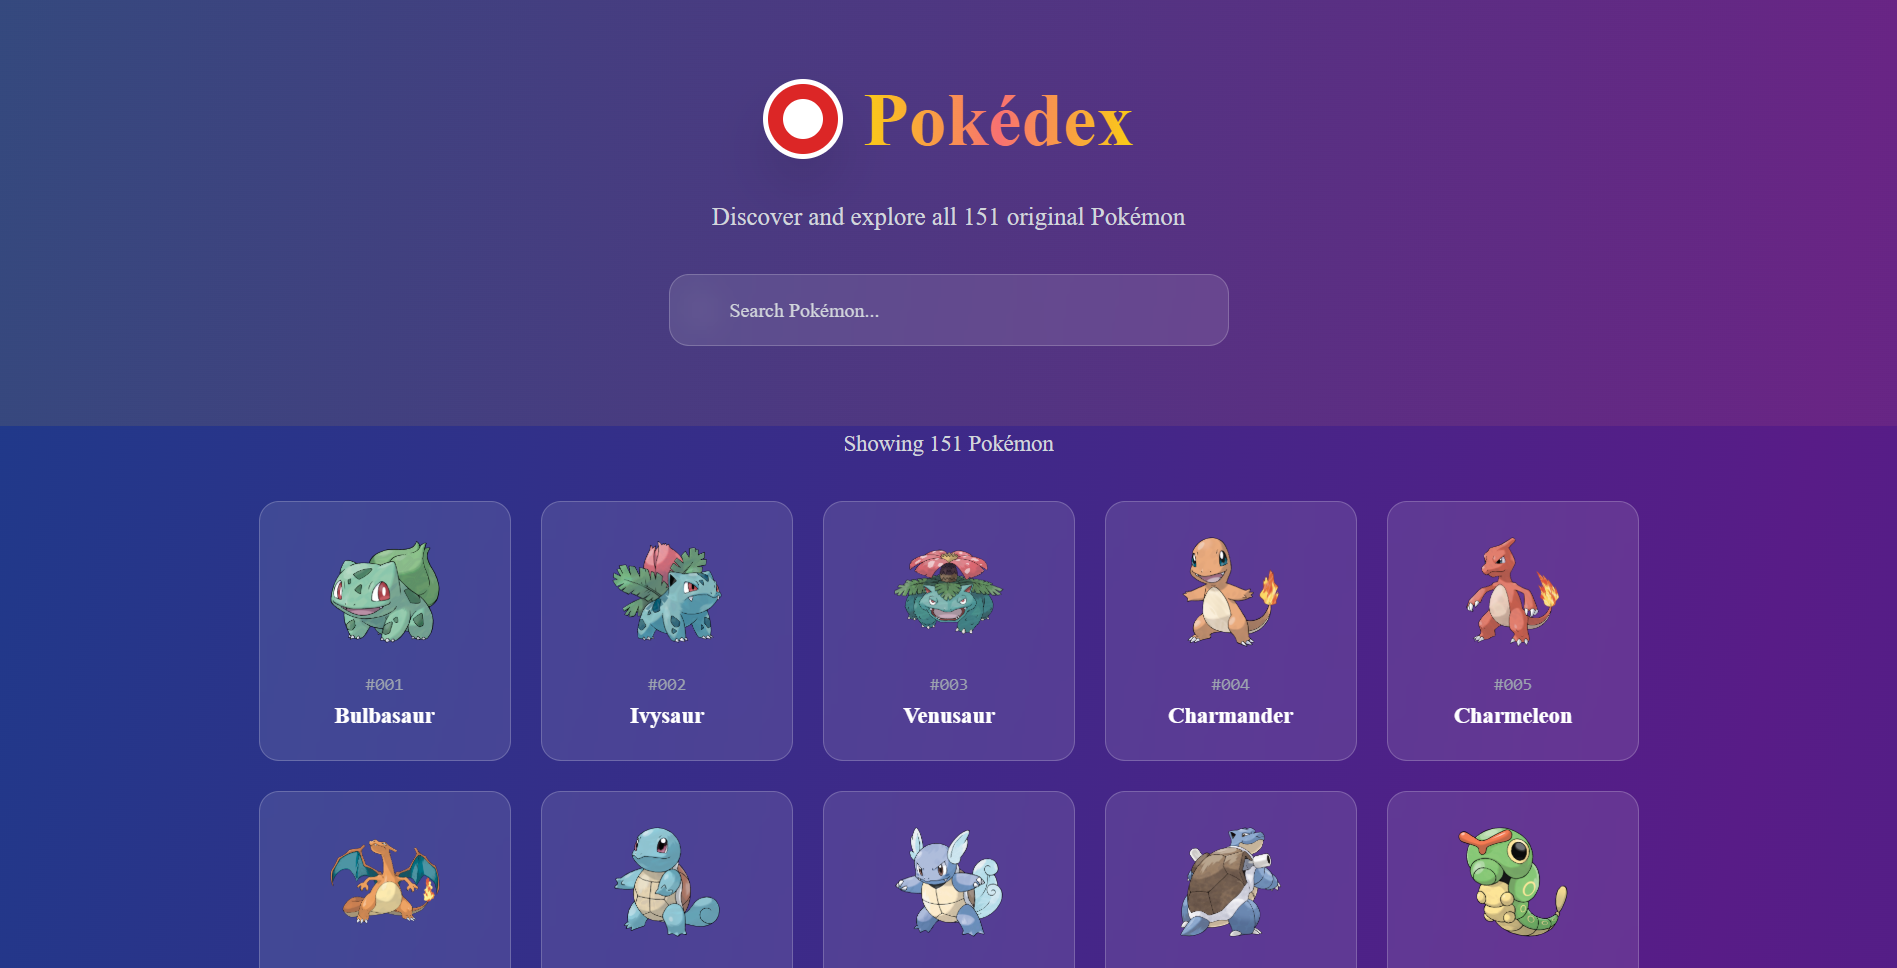 Pokédex
Discover and explore all 151 original Pokémon
Search Pokémon...
Showing 151 Pokémon
#001
Bulbasaur
#002
Ivysaur
#003
Venusaur
#004
Charmander
#005
Charmeleon